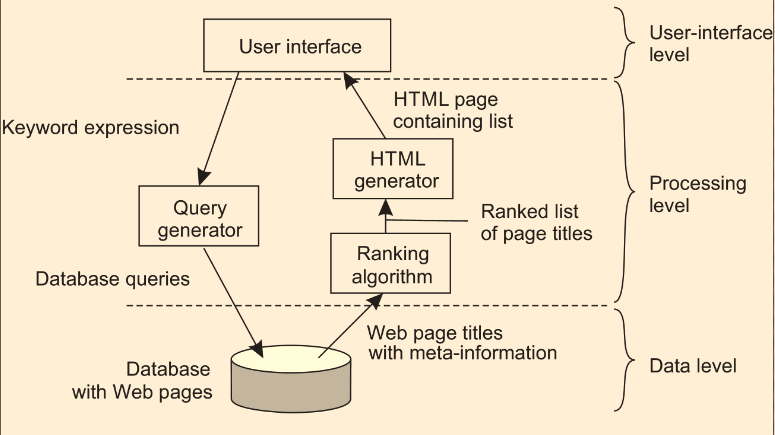 User interface
User-interface
level
Keyword expression
HTML page
containing list
HTML
generator
Query
generator
Processing
level
Ranked list
of page titles
Ranking
algorithm
Database queries
Web page titles
with meta-information
Database
with Web pages
Data level